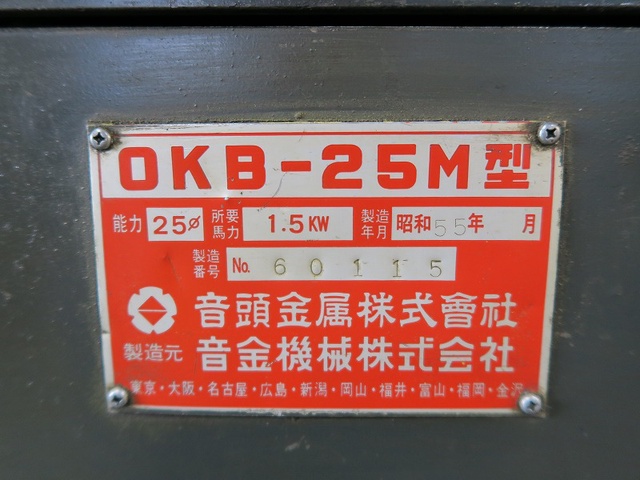 OKB-25M型
能力 25ø 所要馬力 1.5KW 製造年月 昭和55年 月
製造番号 No. 60115
音頭金属株式會社
製造元 音金機械株式会社
東京・大阪・名古屋・広島・新潟・岡山・福井・富山・福岡・金沢